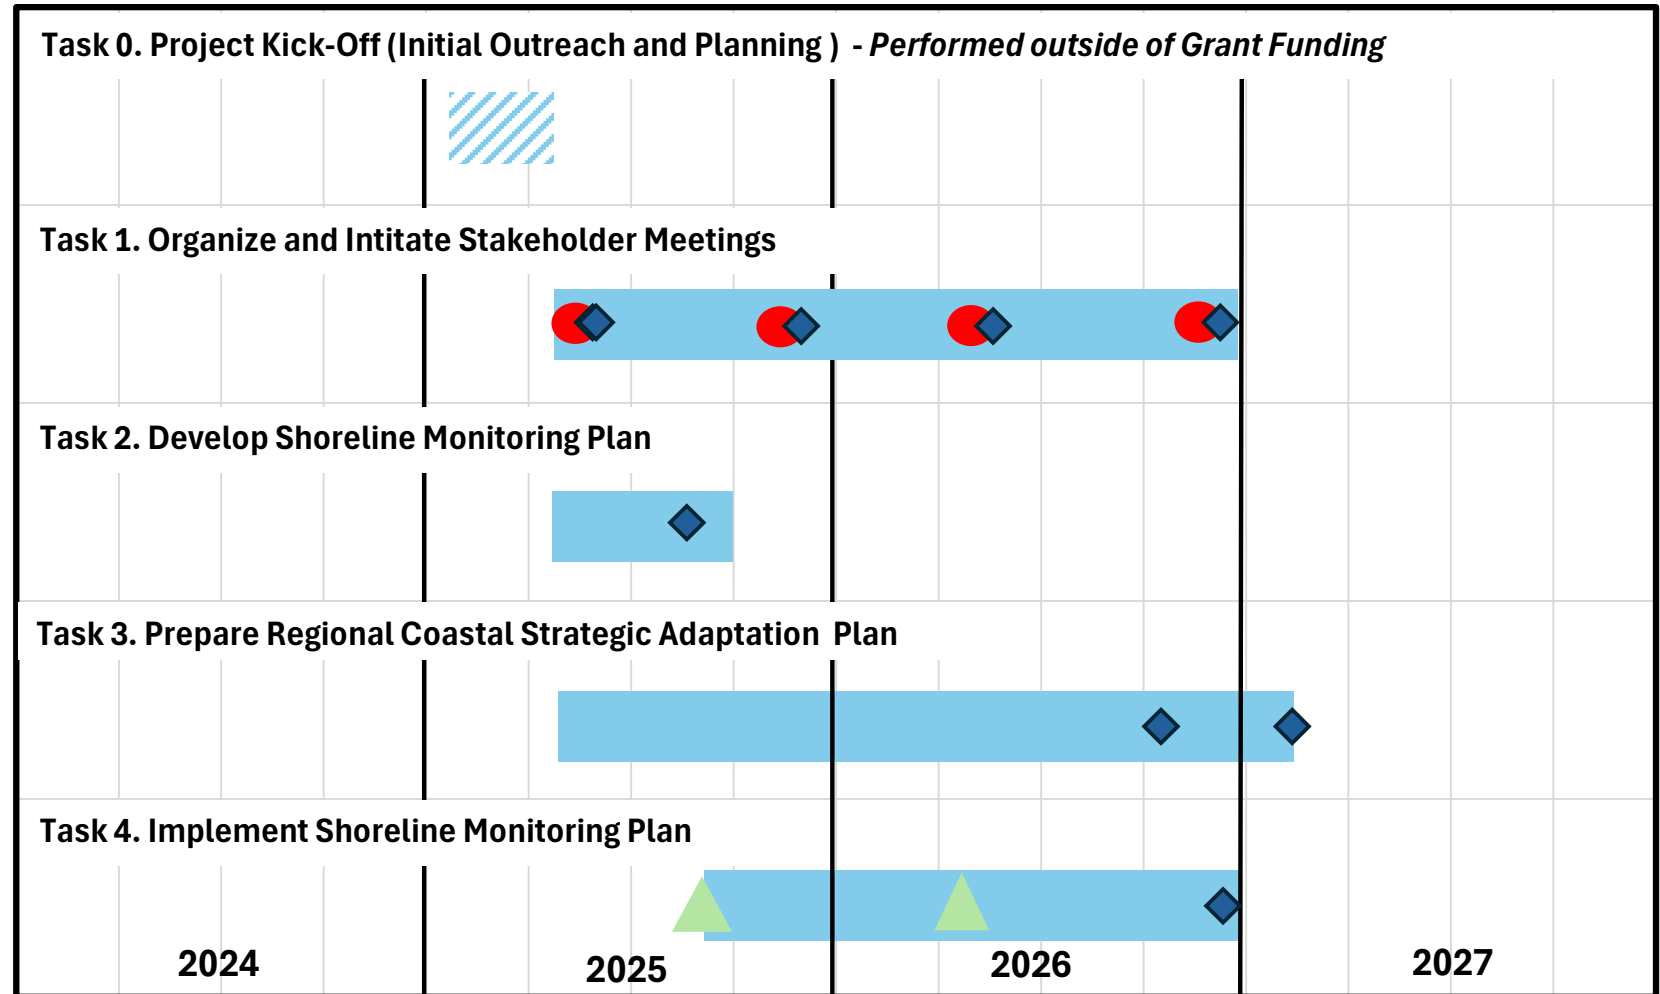 Task 0. Project Kick-Off (Initial Outreach and Planning ) - Performed outside of Grant Funding
Task 1. Organize and Intitate Stakeholder Meetings
Task 2. Develop Shoreline Monitoring Plan
Task 3. Prepare Regional Coastal Strategic Adaptation Plan
Task 4. Implement Shoreline Monitoring Plan
2024 2025 2026 2027